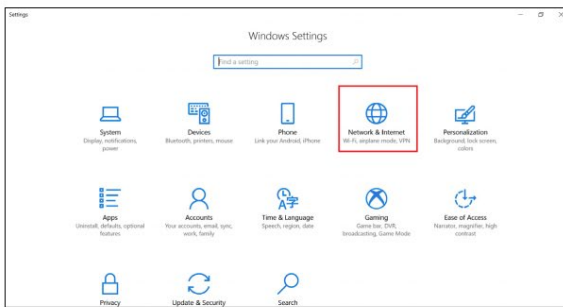 Settings
Windows Settings
Find a setting
System
Display, notifications,
power
Devices
Bluetooth, printers, mouse
Phone
Link your Android, iPhone
Network & Internet
Wi-Fi, airplane mode, VPN
Personalization
Background, lock screen,
colors
Apps
Uninstall, defaults, optional
features
Accounts
Your accounts, email, sync,
work, family
Time & Language
Speech, region, date
Gaming
Game bar, DVR,
broadcasting, Game Mode
Ease of Access
Narrator, magnifier, high
contrast
Privacy
Update & Security
Search